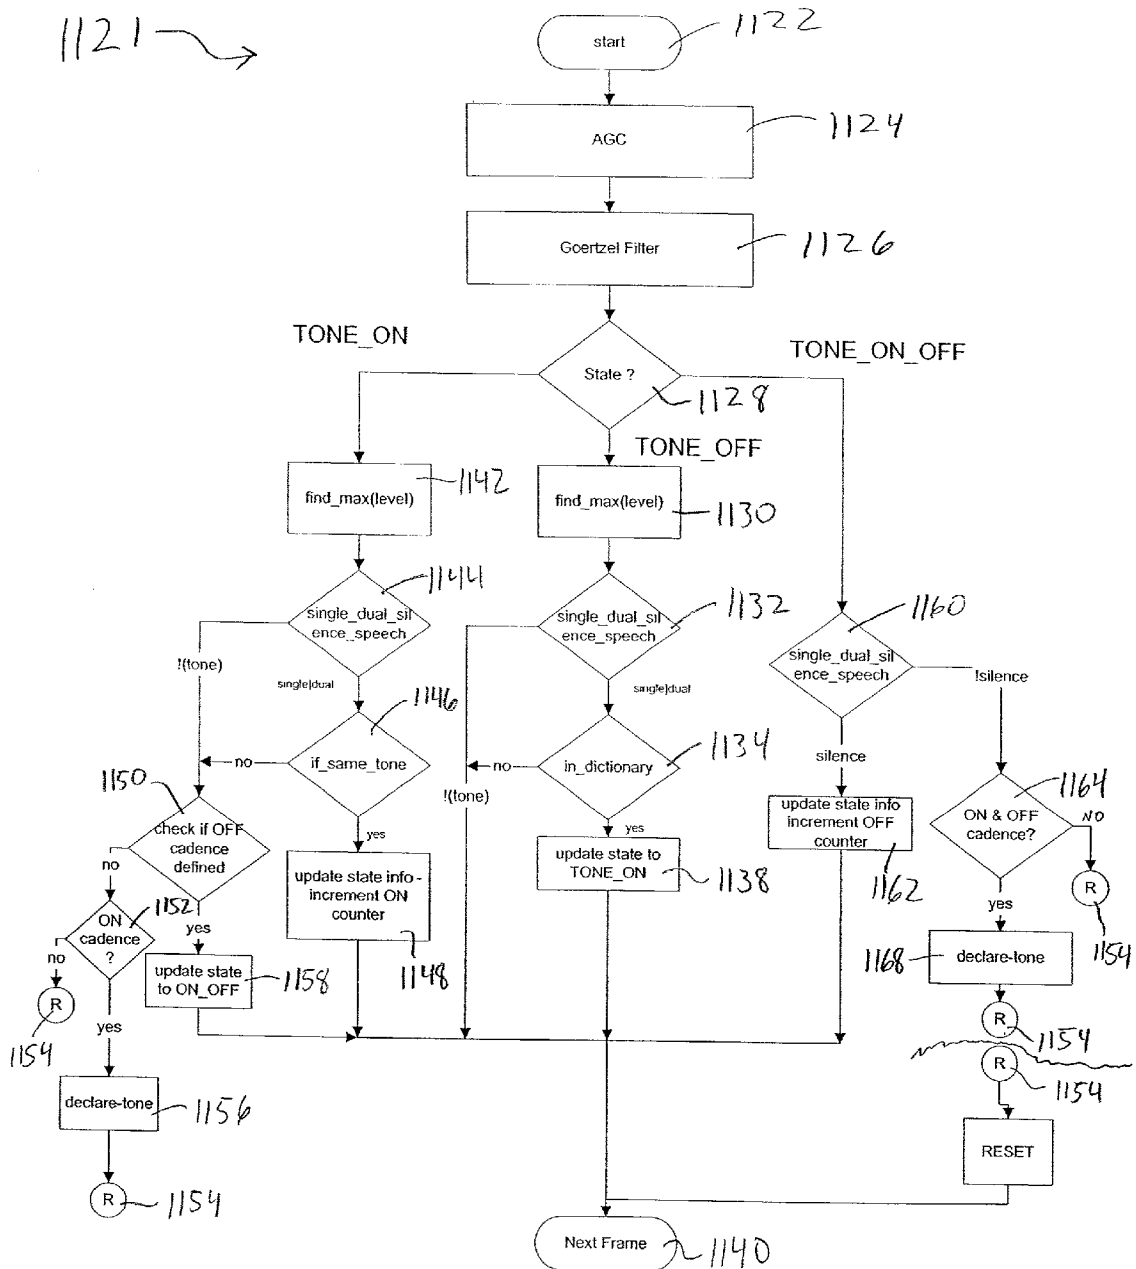 1121
start
1122
AGC
1124
Goertzel Filter
1126
TONE_ON
State ?
1128
TONE_ON_OFF
TONE_OFF
find_max(level)
1142
find_max(level)
1130
single_dual_sil
ence_speech
1144
!(tone)
single|dual
single_dual_sil
ence_speech
1132
single|dual
single_dual_sil
ence_speech
1160
!silence
silence
if_same_tone
1146
no
yes
in_dictionary
1134
no
!(tone)
yes
check if OFF
cadence
defined
1150
no
yes
update state info -
increment ON
counter
1148
update state to
TONE_ON
1138
update state info
increment OFF
counter
1162
ON & OFF
cadence?
1164
NO
R
1154
yes
ON
cadence
?
1152
no
R
1154
yes
update state
to ON_OFF
1158
declare-tone
1168
R
1154
R
1154
declare-tone
1156
R
1154
RESET
Next Frame
1140